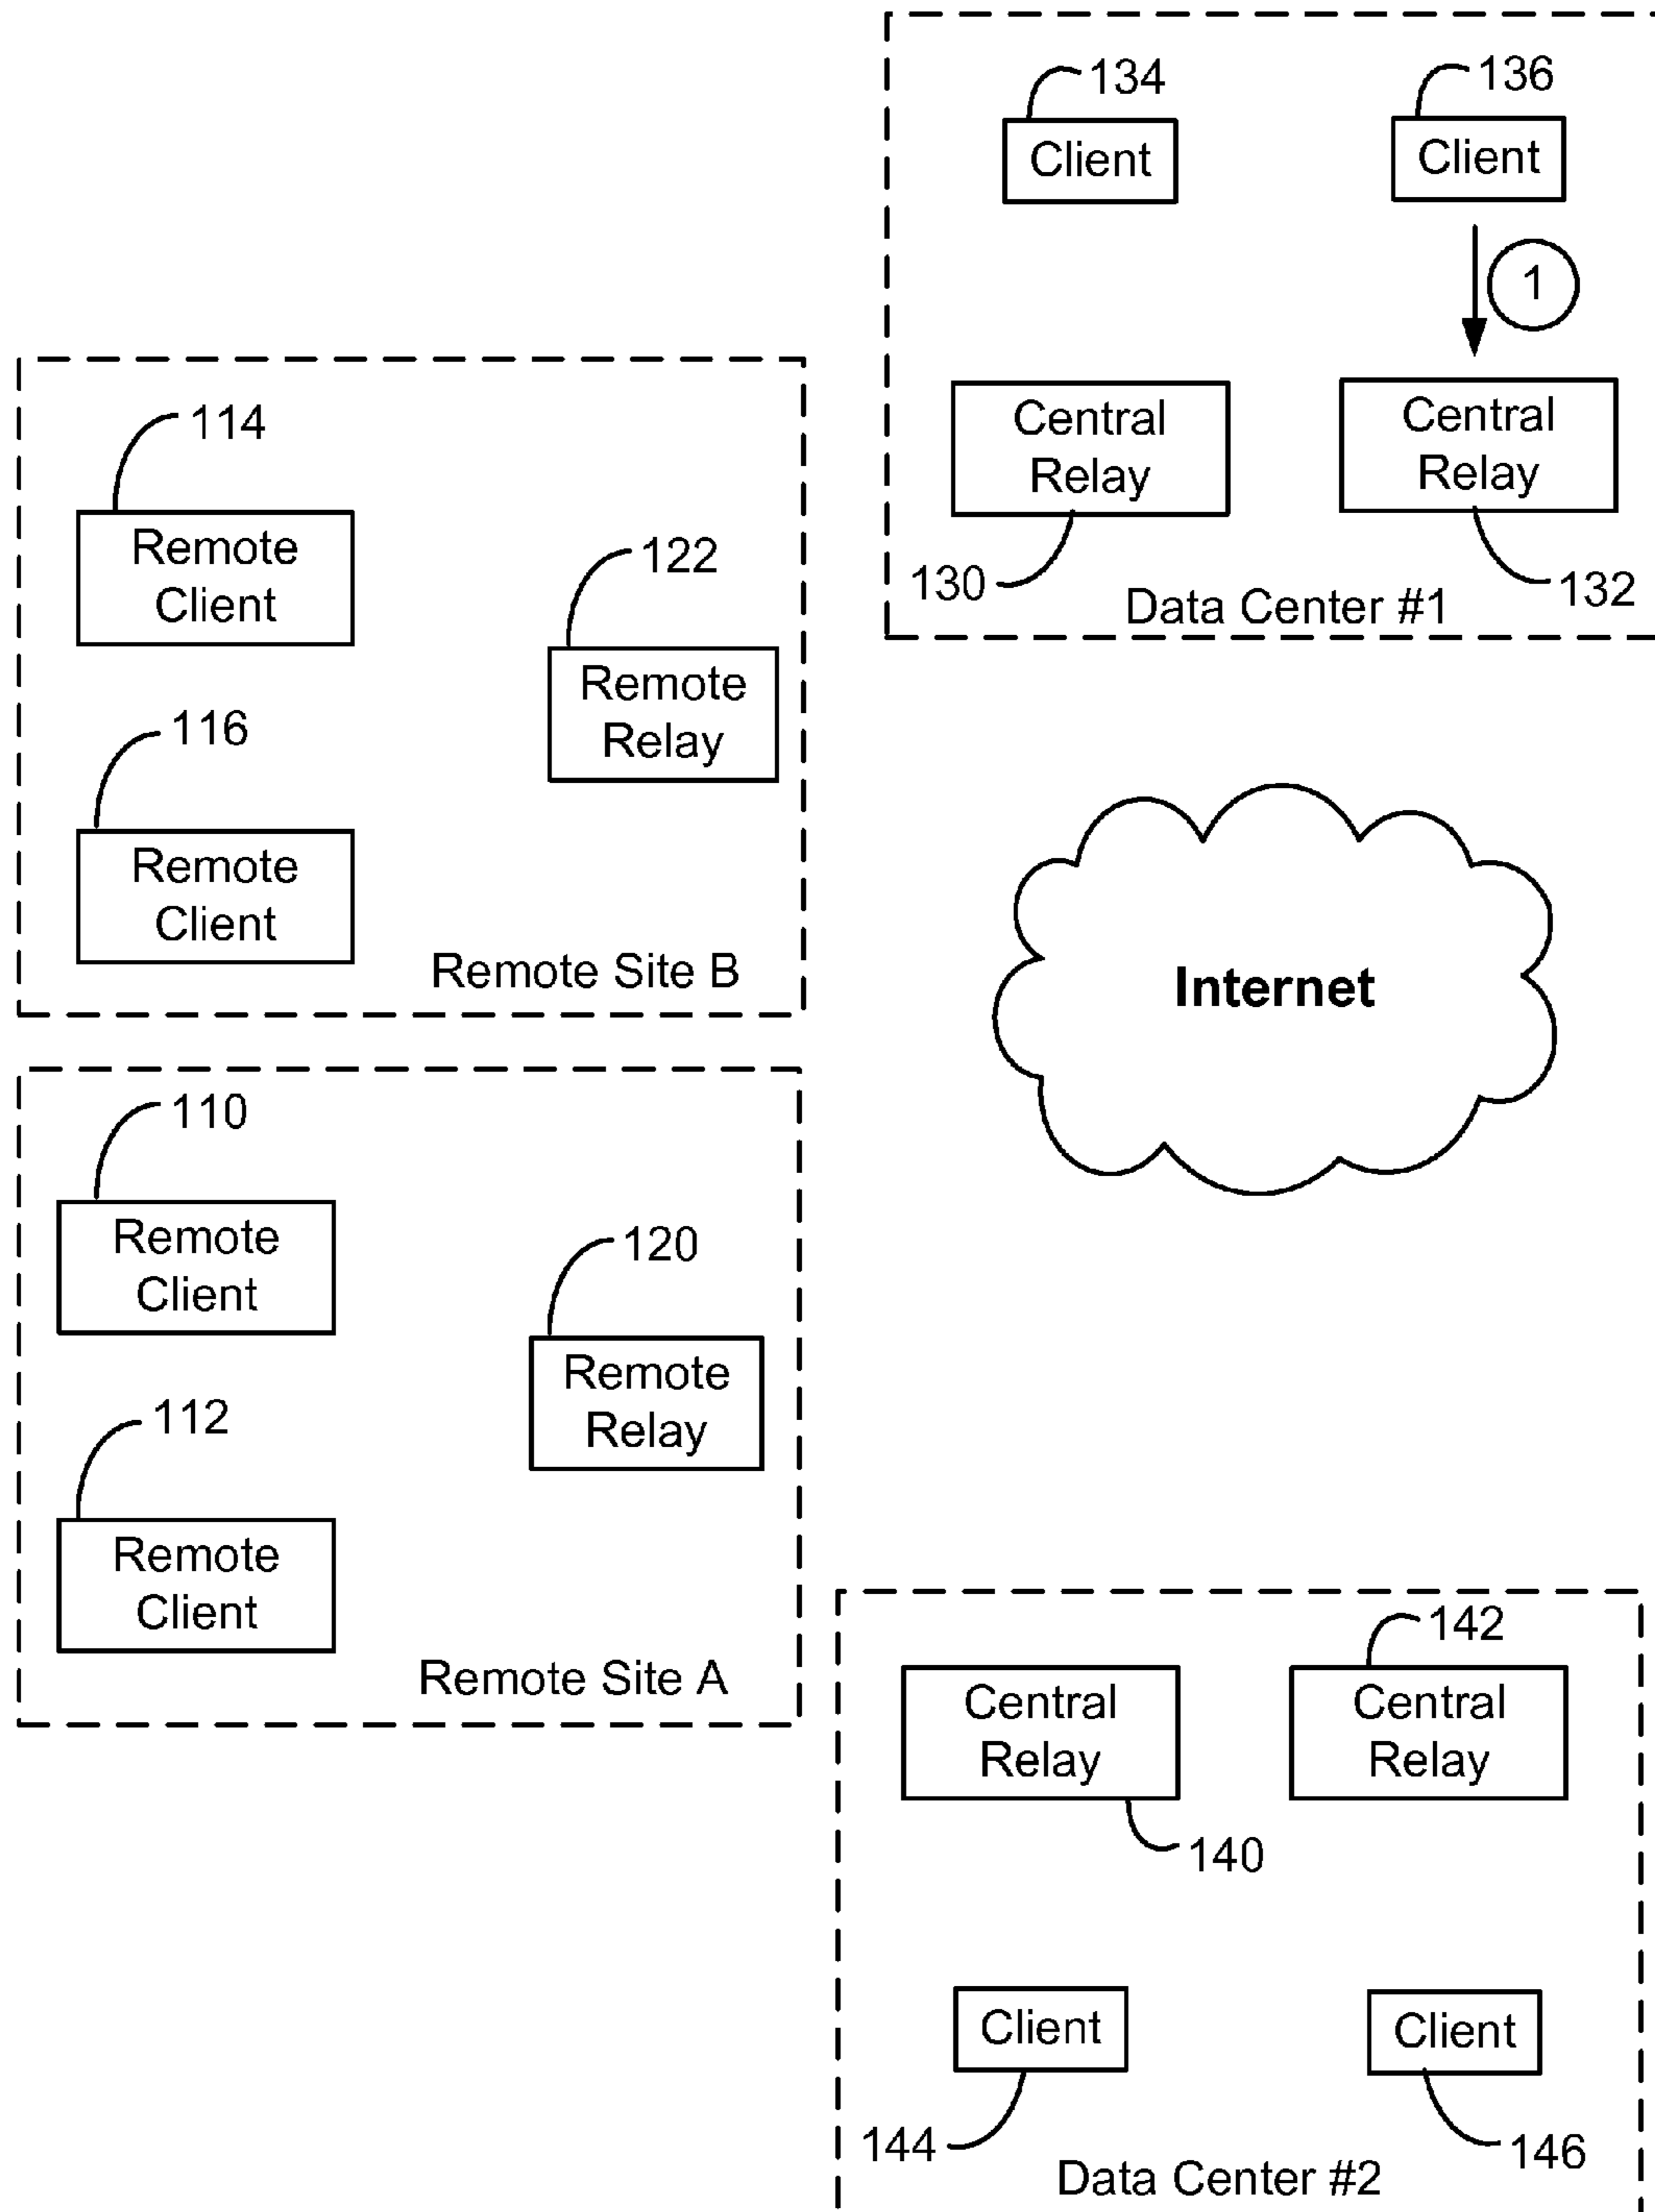 134
136
Client
Client
1
Central
Relay
Central
Relay
130
132
Data Center #1
114
Remote
Client
122
Remote
Relay
116
Remote
Client
Remote Site B
Internet
110
Remote
Client
120
Remote
Relay
112
Remote
Client
Remote Site A
142
Central
Relay
Central
Relay
140
Client
Client
144
146
Data Center #2